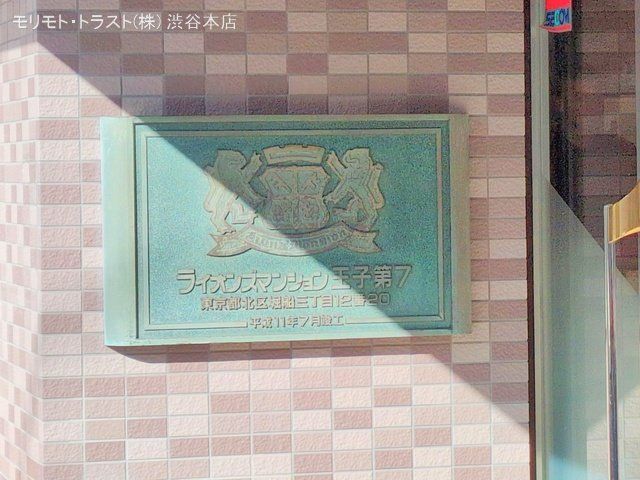 モリモト・トラスト(株) 渋谷本店
ライオンズマンション王子第7
東京都北区堀船三丁目12番20
平成11年7月竣工